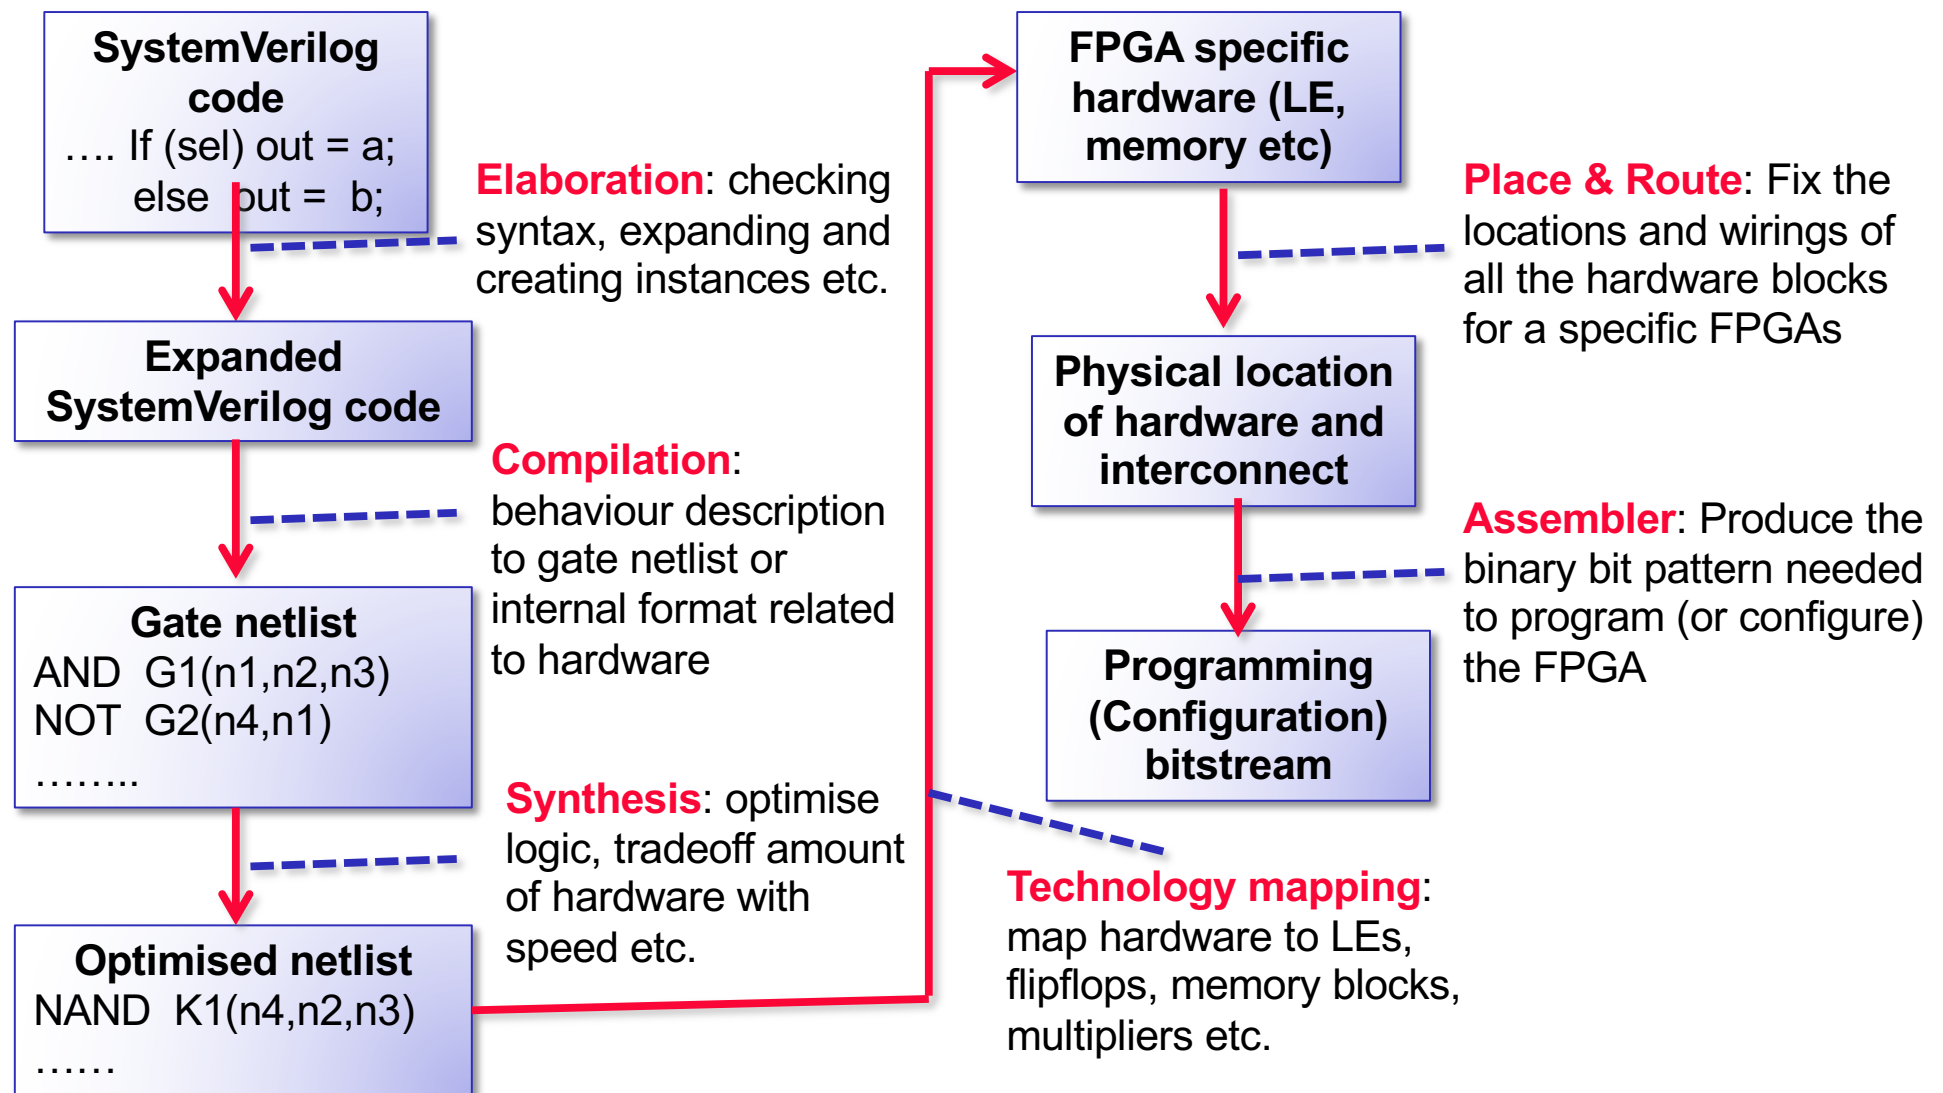 SystemVerilog
code
…. If (sel) out = a;
else out = b;
Elaboration: checking
syntax, expanding and
creating instances etc.
Expanded
SystemVerilog code
Compilation:
behaviour description
to gate netlist or
internal format related
to hardware
Gate netlist
AND G1(n1,n2,n3)
NOT G2(n4,n1)
……...
Synthesis: optimise
logic, tradeoff amount
of hardware with
speed etc.
Optimised netlist
NAND K1(n4,n2,n3)
……
Technology mapping:
map hardware to LEs,
flipflops, memory blocks,
multipliers etc.
FPGA specific
hardware (LE,
memory etc)
Place & Route: Fix the
locations and wirings of
all the hardware blocks
for a specific FPGAs
Physical location
of hardware and
interconnect
Assembler: Produce the
binary bit pattern needed
to program (or configure)
the FPGA
Programming
(Configuration)
bitstream